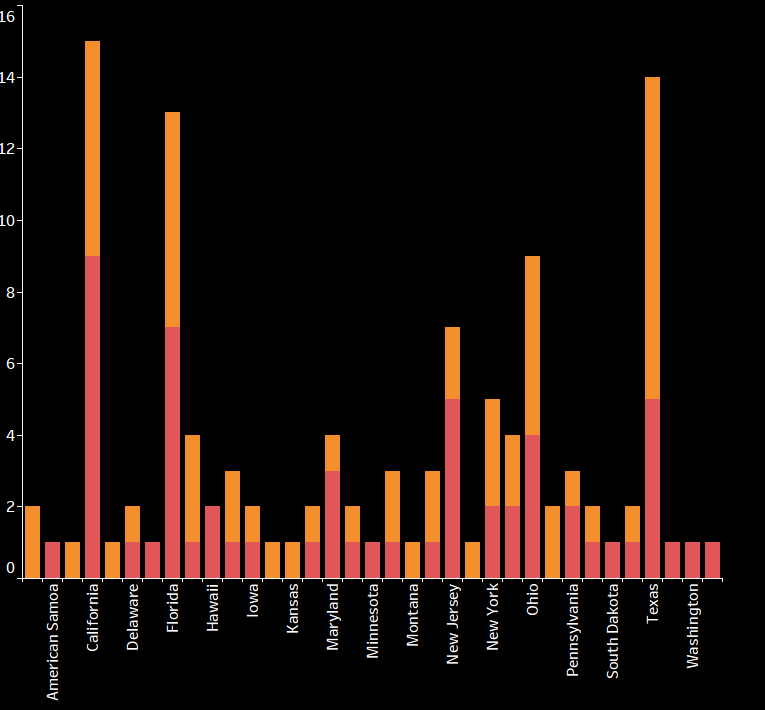 16
14
12
10
8
6
4
2
0
American Samoa
California
Delaware
Florida
Hawaii
Iowa
Kansas
Maryland
Minnesota
Montana
New Jersey
New York
Ohio
Pennsylvania
South Dakota
Texas
Washington